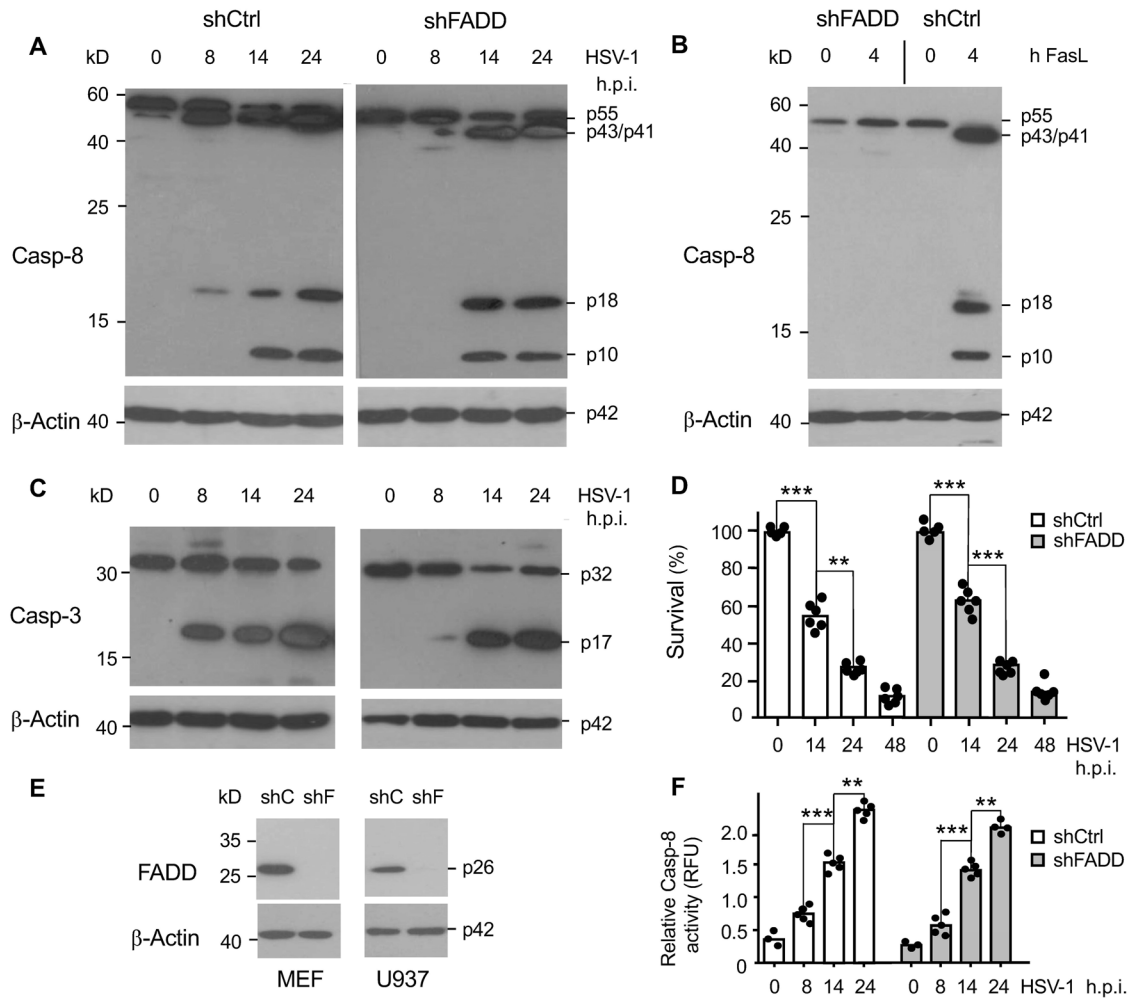 A
shCtrl
shFADD
kD 0 8 14 24 0 8 14 24 HSV-1
h.p.i.
60
40
25
15
Casp-8
p55
p43/p41
p18
p10
β-Actin 40 p42
B
shFADD shCtrl
kD 0 4 0 4 h FasL
60
40
25
15
Casp-8
p55
p43/p41
p18
p10
β-Actin 40 p42
C
kD 0 8 14 24 0 8 14 24 HSV-1
h.p.i.
30
15
Casp-3
p32
p17
β-Actin 40 p42
D
Survival (%)
100
80
60
40
20
0
*** ** *** ***
shCtrl
shFADD
0 14 24 48 0 14 24 48 HSV-1
h.p.i.
E
kD shC shF shC shF
35
25
FADD p26
β-Actin 40 p42
MEF U937
F
Relative Casp-8
activity (RFU)
2.0
1.5
1.0
0.5
0
*** ** *** **
shCtrl
shFADD
0 8 14 24 0 8 14 24 HSV-1 h.p.i.